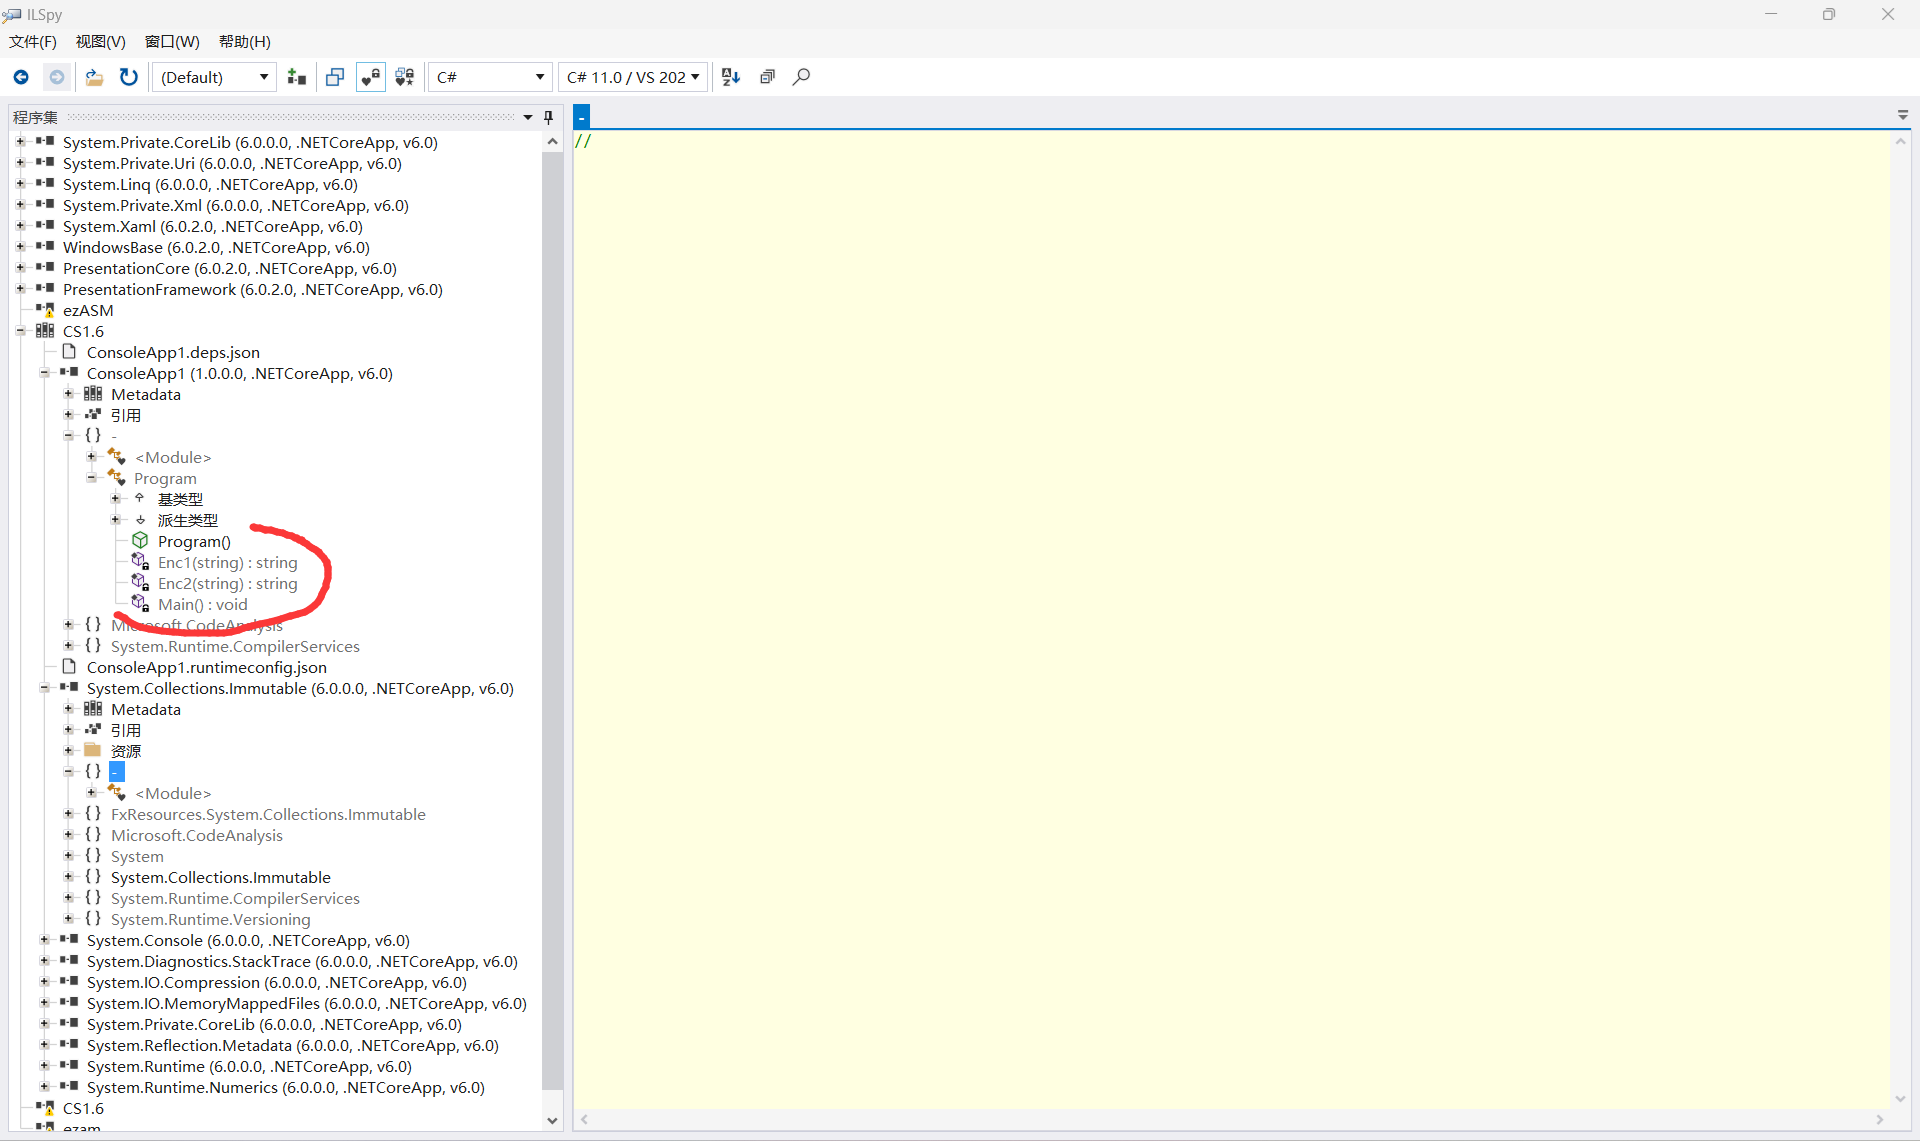 ILSpy
文件(F) 视图(V) 窗口(W) 帮助(H)
(Default) C# C# 11.0 / VS 202
程序集
-
//
System.Private.CoreLib (6.0.0.0, .NETCoreApp, v6.0)
System.Private.Uri (6.0.0.0, .NETCoreApp, v6.0)
System.Linq (6.0.0.0, .NETCoreApp, v6.0)
System.Private.Xml (6.0.0.0, .NETCoreApp, v6.0)
System.Xaml (6.0.2.0, .NETCoreApp, v6.0)
WindowsBase (6.0.2.0, .NETCoreApp, v6.0)
PresentationCore (6.0.2.0, .NETCoreApp, v6.0)
PresentationFramework (6.0.2.0, .NETCoreApp, v6.0)
ezASM
CS1.6
ConsoleApp1.deps.json
ConsoleApp1 (1.0.0.0, .NETCoreApp, v6.0)
Metadata
引用
{ } -
<Module>
Program
基类型
派生类型
Program()
Enc1(string) : string
Enc2(string) : string
Main() : void
{ } Microsoft.CodeAnalysis
{ } System.Runtime.CompilerServices
ConsoleApp1.runtimeconfig.json
System.Collections.Immutable (6.0.0.0, .NETCoreApp, v6.0)
Metadata
引用
资源
{ } -
<Module>
{ } FxResources.System.Collections.Immutable
{ } Microsoft.CodeAnalysis
{ } System
{ } System.Collections.Immutable
{ } System.Runtime.CompilerServices
{ } System.Runtime.Versioning
System.Console (6.0.0.0, .NETCoreApp, v6.0)
System.Diagnostics.StackTrace (6.0.0.0, .NETCoreApp, v6.0)
System.IO.Compression (6.0.0.0, .NETCoreApp, v6.0)
System.IO.MemoryMappedFiles (6.0.0.0, .NETCoreApp, v6.0)
System.Private.CoreLib (6.0.0.0, .NETCoreApp, v6.0)
System.Reflection.Metadata (6.0.0.0, .NETCoreApp, v6.0)
System.Runtime (6.0.0.0, .NETCoreApp, v6.0)
System.Runtime.Numerics (6.0.0.0, .NETCoreApp, v6.0)
CS1.6
ezam